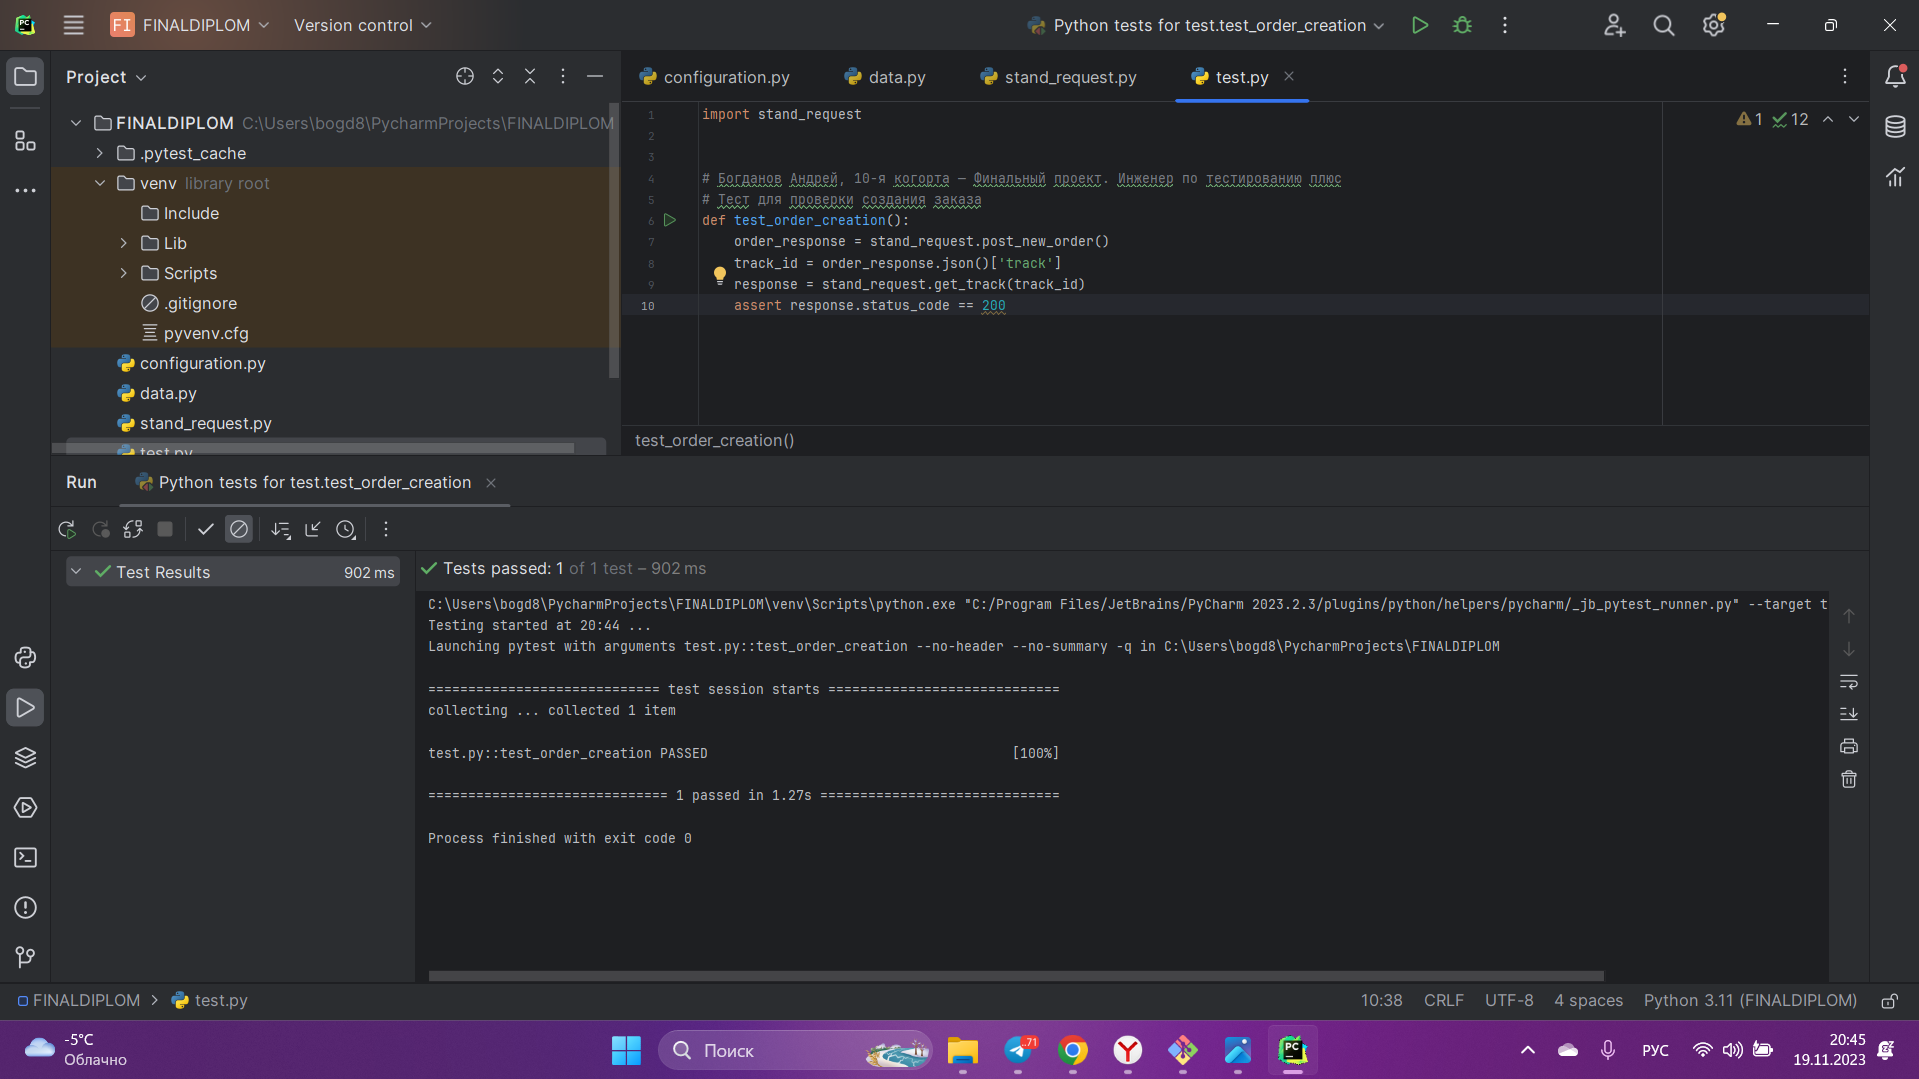 FI FINALDIPLOM Version control Python tests for test.test_order_creation
Project
configuration.py data.py stand_request.py test.py
FINALDIPLOM C:\Users\bogd8\PycharmProjects\FINALDIPLOM
.pytest_cache
venv library root
Include
Lib
Scripts
.gitignore
pyvenv.cfg
configuration.py
data.py
stand_request.py
test.py
1 import stand_request
2
3
4 # Богданов Андрей, 10-я когорта — Финальный проект. Инженер по тестированию плюс
5 # Тест для проверки создания заказа
6 def test_order_creation():
7 order_response = stand_request.post_new_order()
8 track_id = order_response.json()['track']
9 response = stand_request.get_track(track_id)
10 assert response.status_code == 200
1 12
test_order_creation()
Run Python tests for test.test_order_creation
Test Results 902 ms
Tests passed: 1 of 1 test – 902 ms
C:\Users\bogd8\PycharmProjects\FINALDIPLOM\venv\Scripts\python.exe "C:/Program Files/JetBrains/PyCharm 2023.2.3/plugins/python/helpers/pycharm/_jb_pytest_runner.py" --target t
Testing started at 20:44 ...
Launching pytest with arguments test.py::test_order_creation --no-header --no-summary -q in C:\Users\bogd8\PycharmProjects\FINALDIPLOM
============================= test session starts =============================
collecting ... collected 1 item
test.py::test_order_creation PASSED [100%]
============================== 1 passed in 1.27s ==============================
Process finished with exit code 0
FINALDIPLOM > test.py
10:38 CRLF UTF-8 4 spaces Python 3.11 (FINALDIPLOM)
-5°C
Облачно
Поиск
71
PC
РУС
20:45
19.11.2023